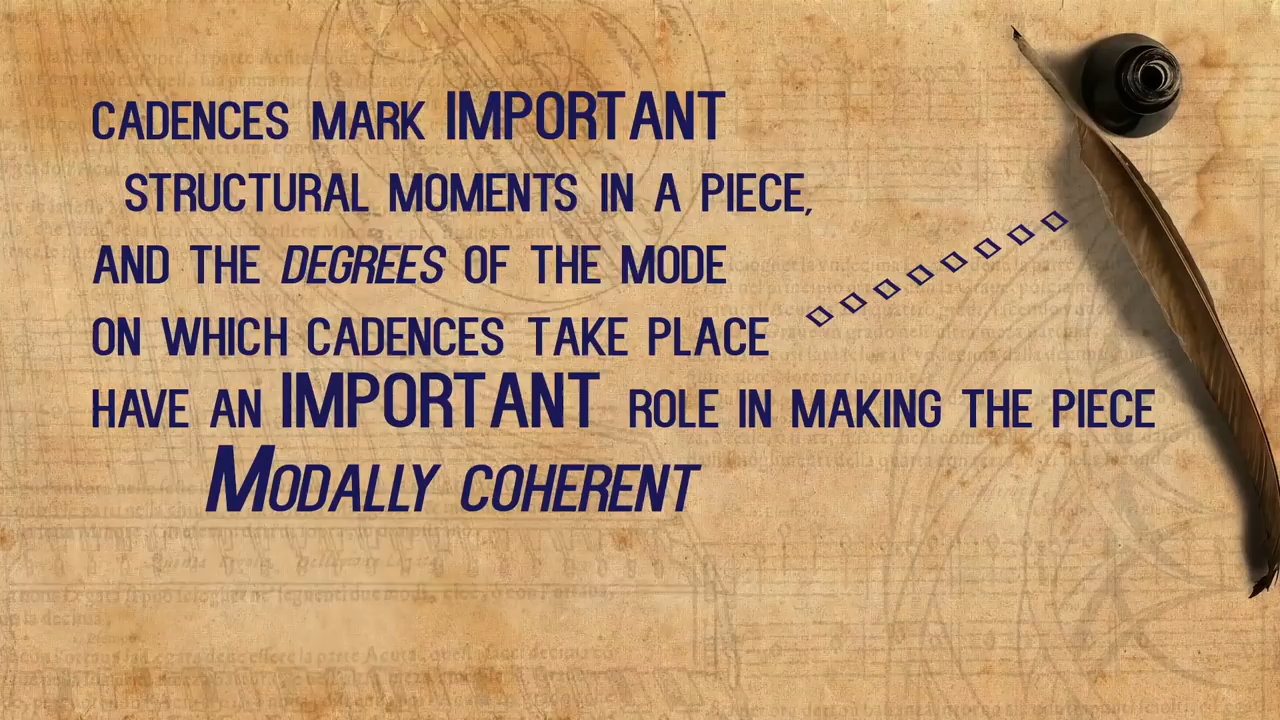 CADENCES MARK IMPORTANT
STRUCTURAL MOMENTS IN A PIECE,
AND THE DEGREES OF THE MODE
ON WHICH CADENCES TAKE PLACE
HAVE AN IMPORTANT ROLE IN MAKING THE PIECE
MODALLY COHERENT